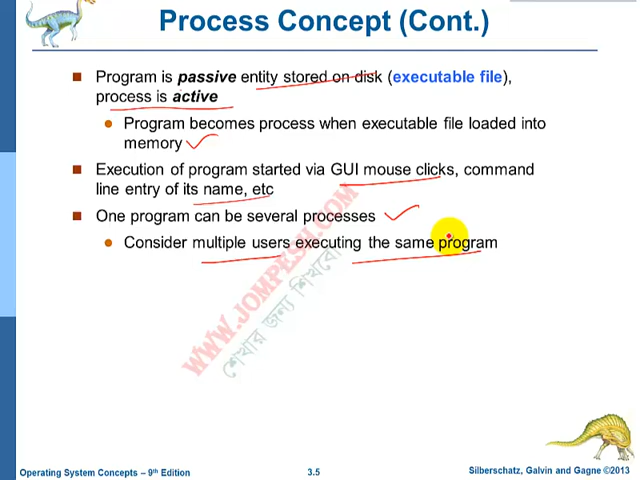 Process Concept (Cont.)
Program is passive entity stored on disk (executable file),
process is active
Program becomes process when executable file loaded into
memory
Execution of program started via GUI mouse clicks, command
line entry of its name, etc
One program can be several processes
Consider multiple users executing the same program
WWW.JOMPESH.COM
শেখার জন্য শিখবো
Operating System Concepts – 9th Edition
3.5
Silberschatz, Galvin and Gagne ©2013